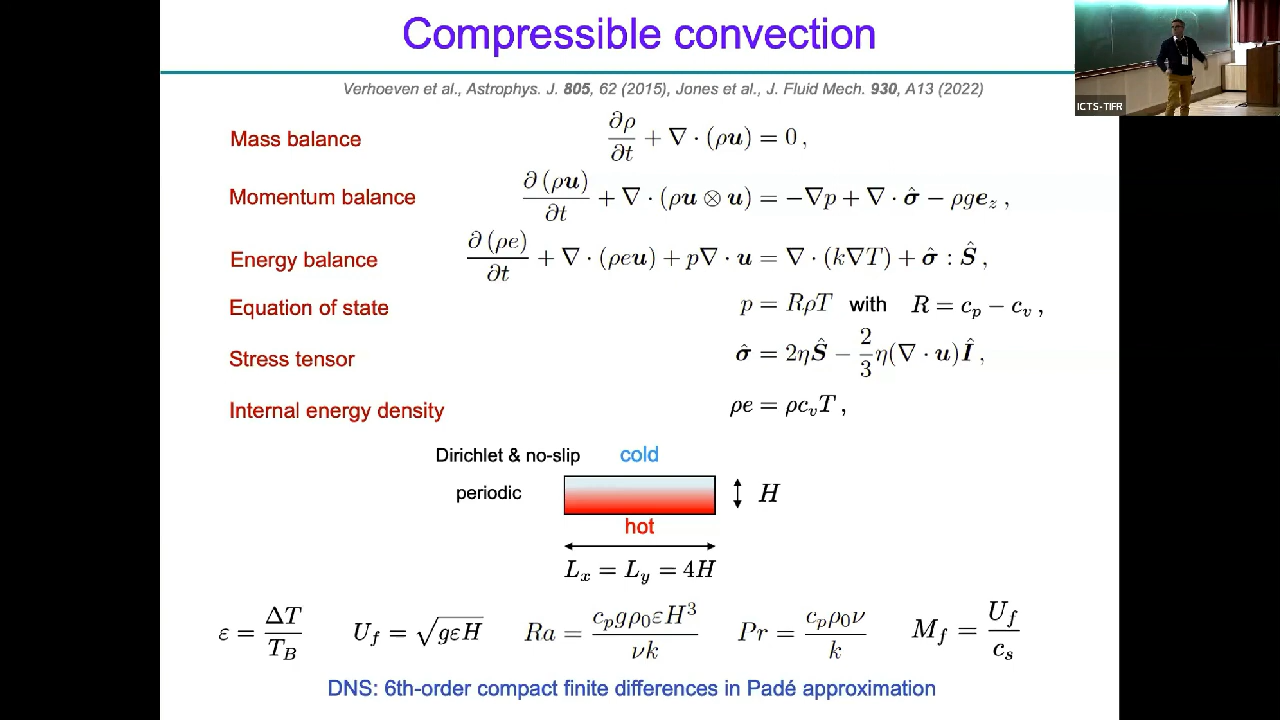 Compressible convection
Verhoeven et al., Astrophys. J. 805, 62 (2015), Jones et al., J. Fluid Mech. 930, A13 (2022)
ICTS-TIFR
Mass balance ∂ρ/∂t + ∇ · (ρu) = 0 ,
Momentum balance ∂(ρu)/∂t + ∇ · (ρu ⊗ u) = −∇p + ∇ · σ̂ − ρge_z ,
Energy balance ∂(ρe)/∂t + ∇ · (ρeu) + p∇ · u = ∇ · (k∇T) + σ̂ : Ŝ ,
Equation of state p = RρT with R = c_p − c_v ,
Stress tensor σ̂ = 2ηŜ − 2/3 η(∇ · u)Î ,
Internal energy density ρe = ρc_vT ,
Dirichlet & no-slip cold
periodic H
hot
L_x = L_y = 4H
ε = ΔT/T_B U_f = √(gεH) Ra = c_pgρ_0εH³/νk Pr = c_pρ_0ν/k M_f = U_f/c_s
DNS: 6th-order compact finite differences in Padé approximation